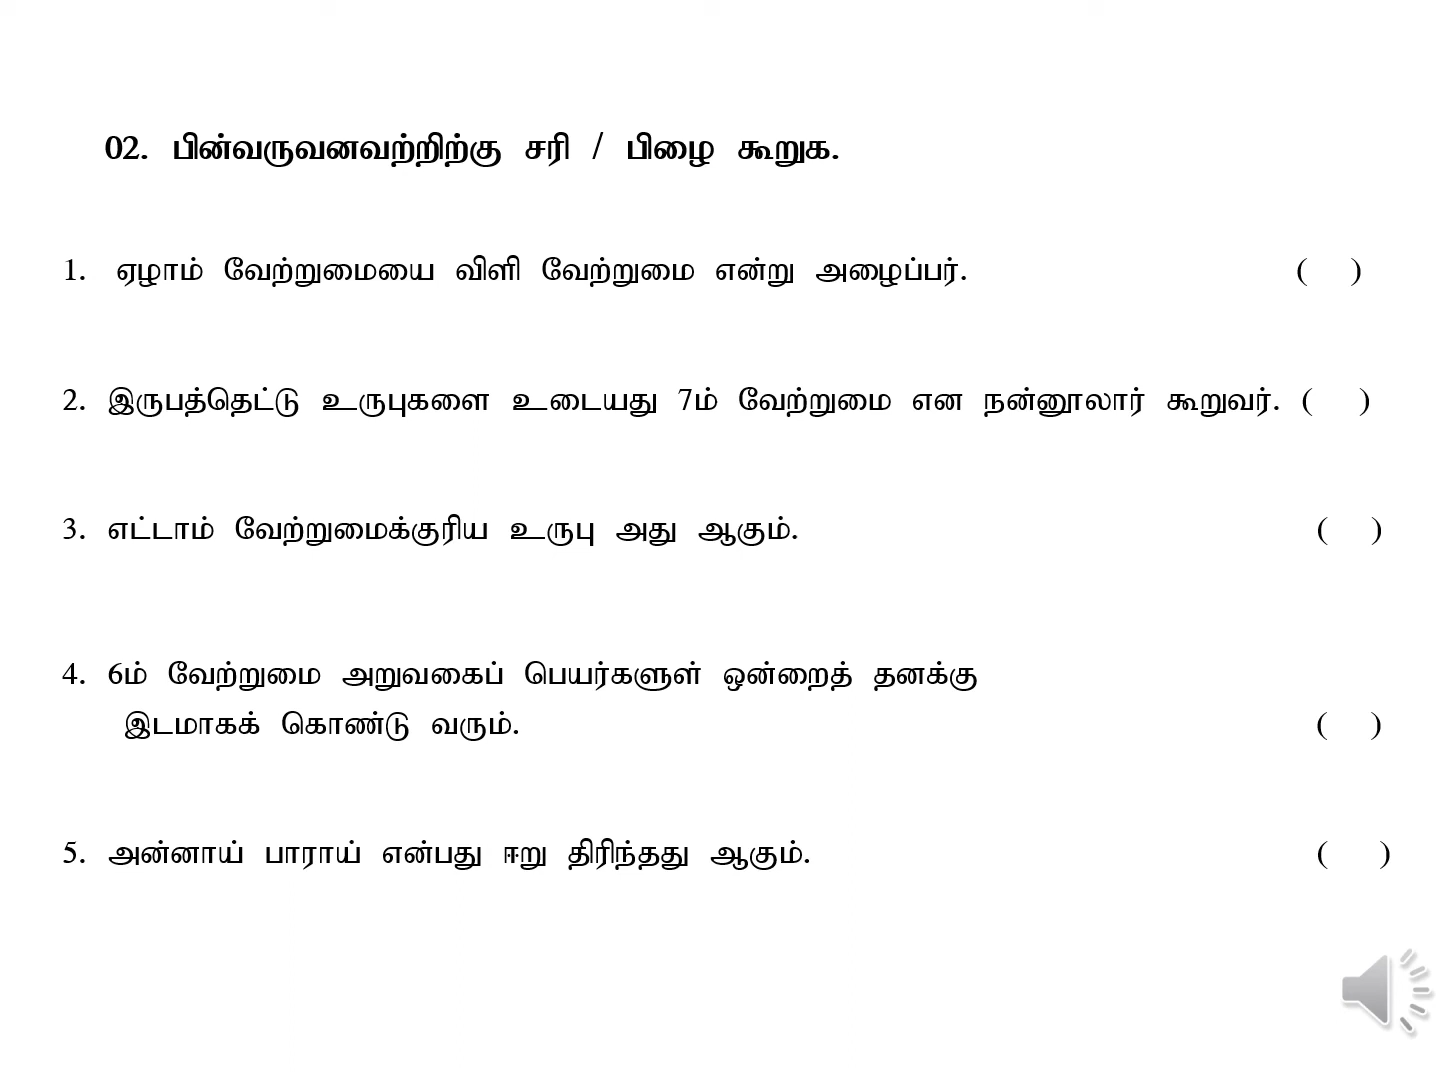 02. பின்வருவனவற்றிற்கு சரி / பிழை கூறுக.
1. ஏழாம் வேற்றுமையை விளி வேற்றுமை என்று அழைப்பர். ( )
2. இருபத்தெட்டு உருபுகளை உடையது 7ம் வேற்றுமை என நன்னூலார் கூறுவர். ( )
3. எட்டாம் வேற்றுமைக்குரிய உருபு அது ஆகும். ( )
4. 6ம் வேற்றுமை அறுவகைப் பெயர்களுள் ஒன்றைத் தனக்கு
இடமாகக் கொண்டு வரும். ( )
5. அன்னாய் பாராய் என்பது ஈறு திரிந்தது ஆகும். ( )